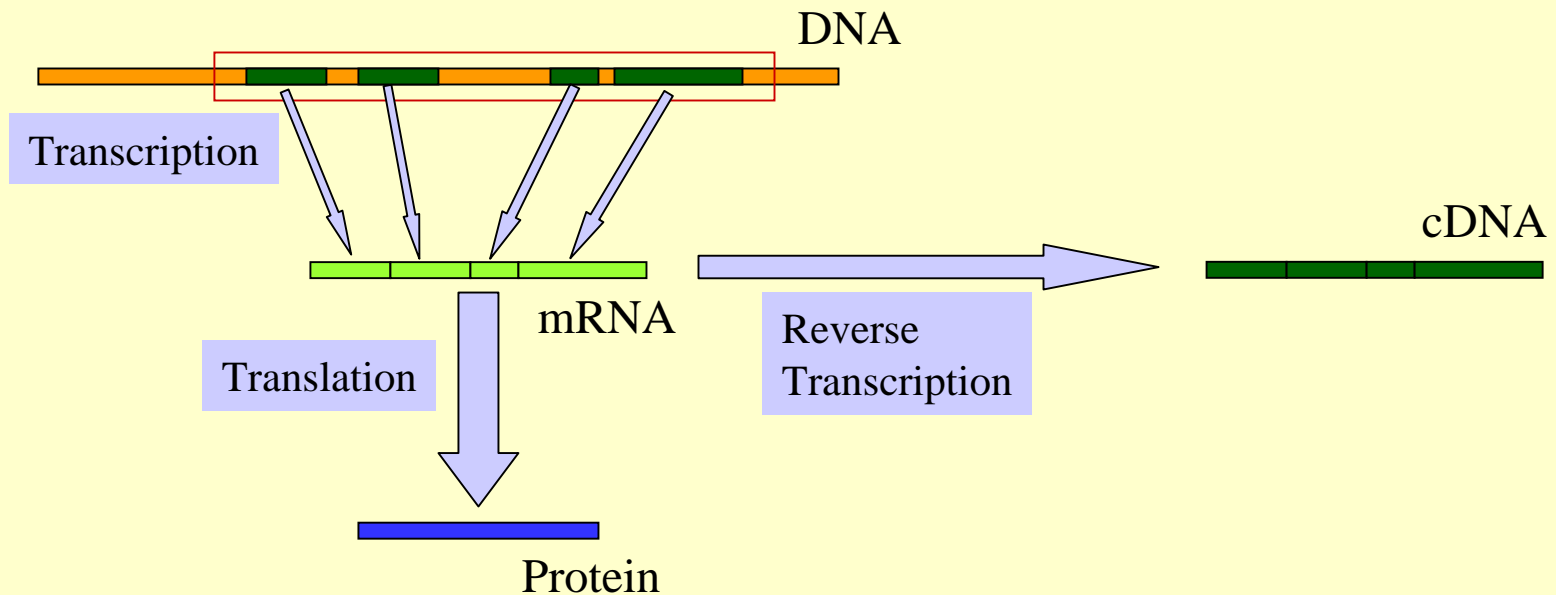 DNA
Transcription
cDNA
mRNA
Reverse
Transcription
Translation
Protein